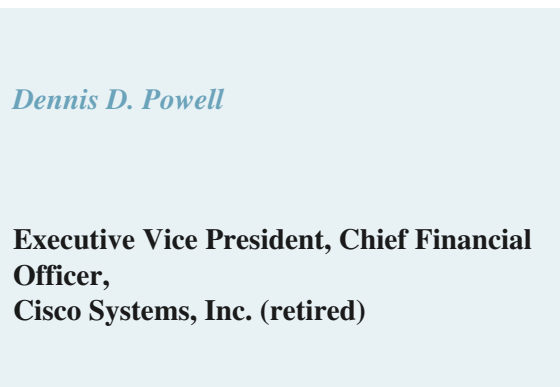 Dennis D. Powell
Executive Vice President, Chief Financial
Officer,
Cisco Systems, Inc. (retired)